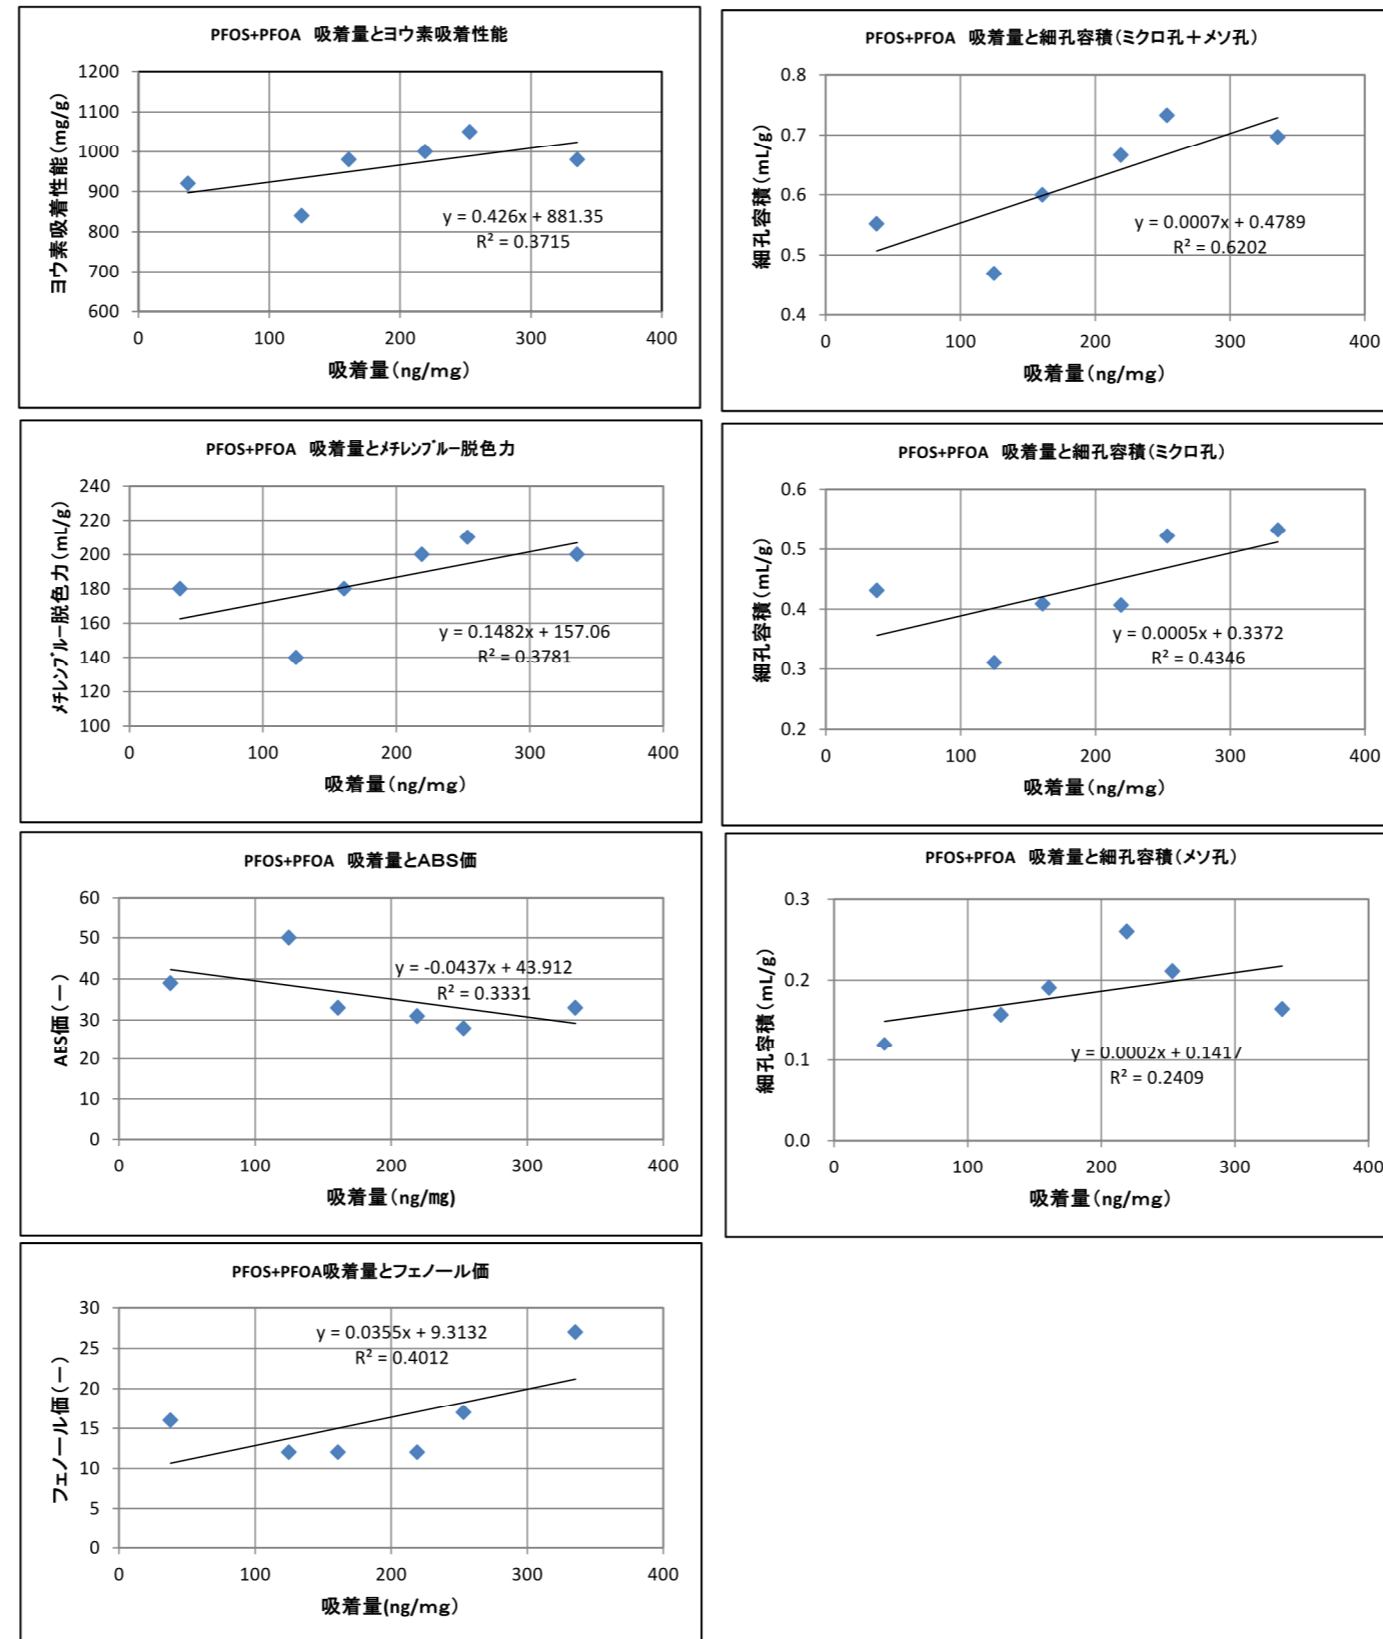 PFOS+PFOA 吸着量とヨウ素吸着性能
ヨウ素吸着性能(mg/g)
1200
1100
1000
900
800
700
600
y = 0.426x + 881.35
R² = 0.3715
0 100 200 300 400
吸着量(ng/mg)
PFOS+PFOA 吸着量と細孔容積(ミクロ孔+メソ孔)
細孔容積(mL/g)
0.8
0.7
0.6
0.5
0.4
y = 0.0007x + 0.4789
R² = 0.6202
0 100 200 300 400
吸着量(ng/mg)
PFOS+PFOA 吸着量とメチレンブルー脱色力
メチレンブルー脱色力(mL/g)
240
220
200
180
160
140
120
100
y = 0.1482x + 157.06
R² = 0.3781
0 100 200 300 400
吸着量(ng/mg)
PFOS+PFOA 吸着量と細孔容積(ミクロ孔)
細孔容積(mL/g)
0.6
0.5
0.4
0.3
0.2
y = 0.0005x + 0.3372
R² = 0.4346
0 100 200 300 400
吸着量(ng/mg)
PFOS+PFOA 吸着量とABS価
AES価(ー)
60
50
40
30
20
10
0
y = -0.0437x + 43.912
R² = 0.3331
0 100 200 300 400
吸着量(ng/mg)
PFOS+PFOA 吸着量と細孔容積(メソ孔)
細孔容積(mL/g)
0.3
0.2
0.1
0.0
y = 0.0002x + 0.1417
R² = 0.2409
0 100 200 300 400
吸着量(ng/mg)
PFOS+PFOA吸着量とフェノール価
フェノール価(ー)
30
25
20
15
10
5
0
y = 0.0355x + 9.3132
R² = 0.4012
0 100 200 300 400
吸着量(ng/mg)